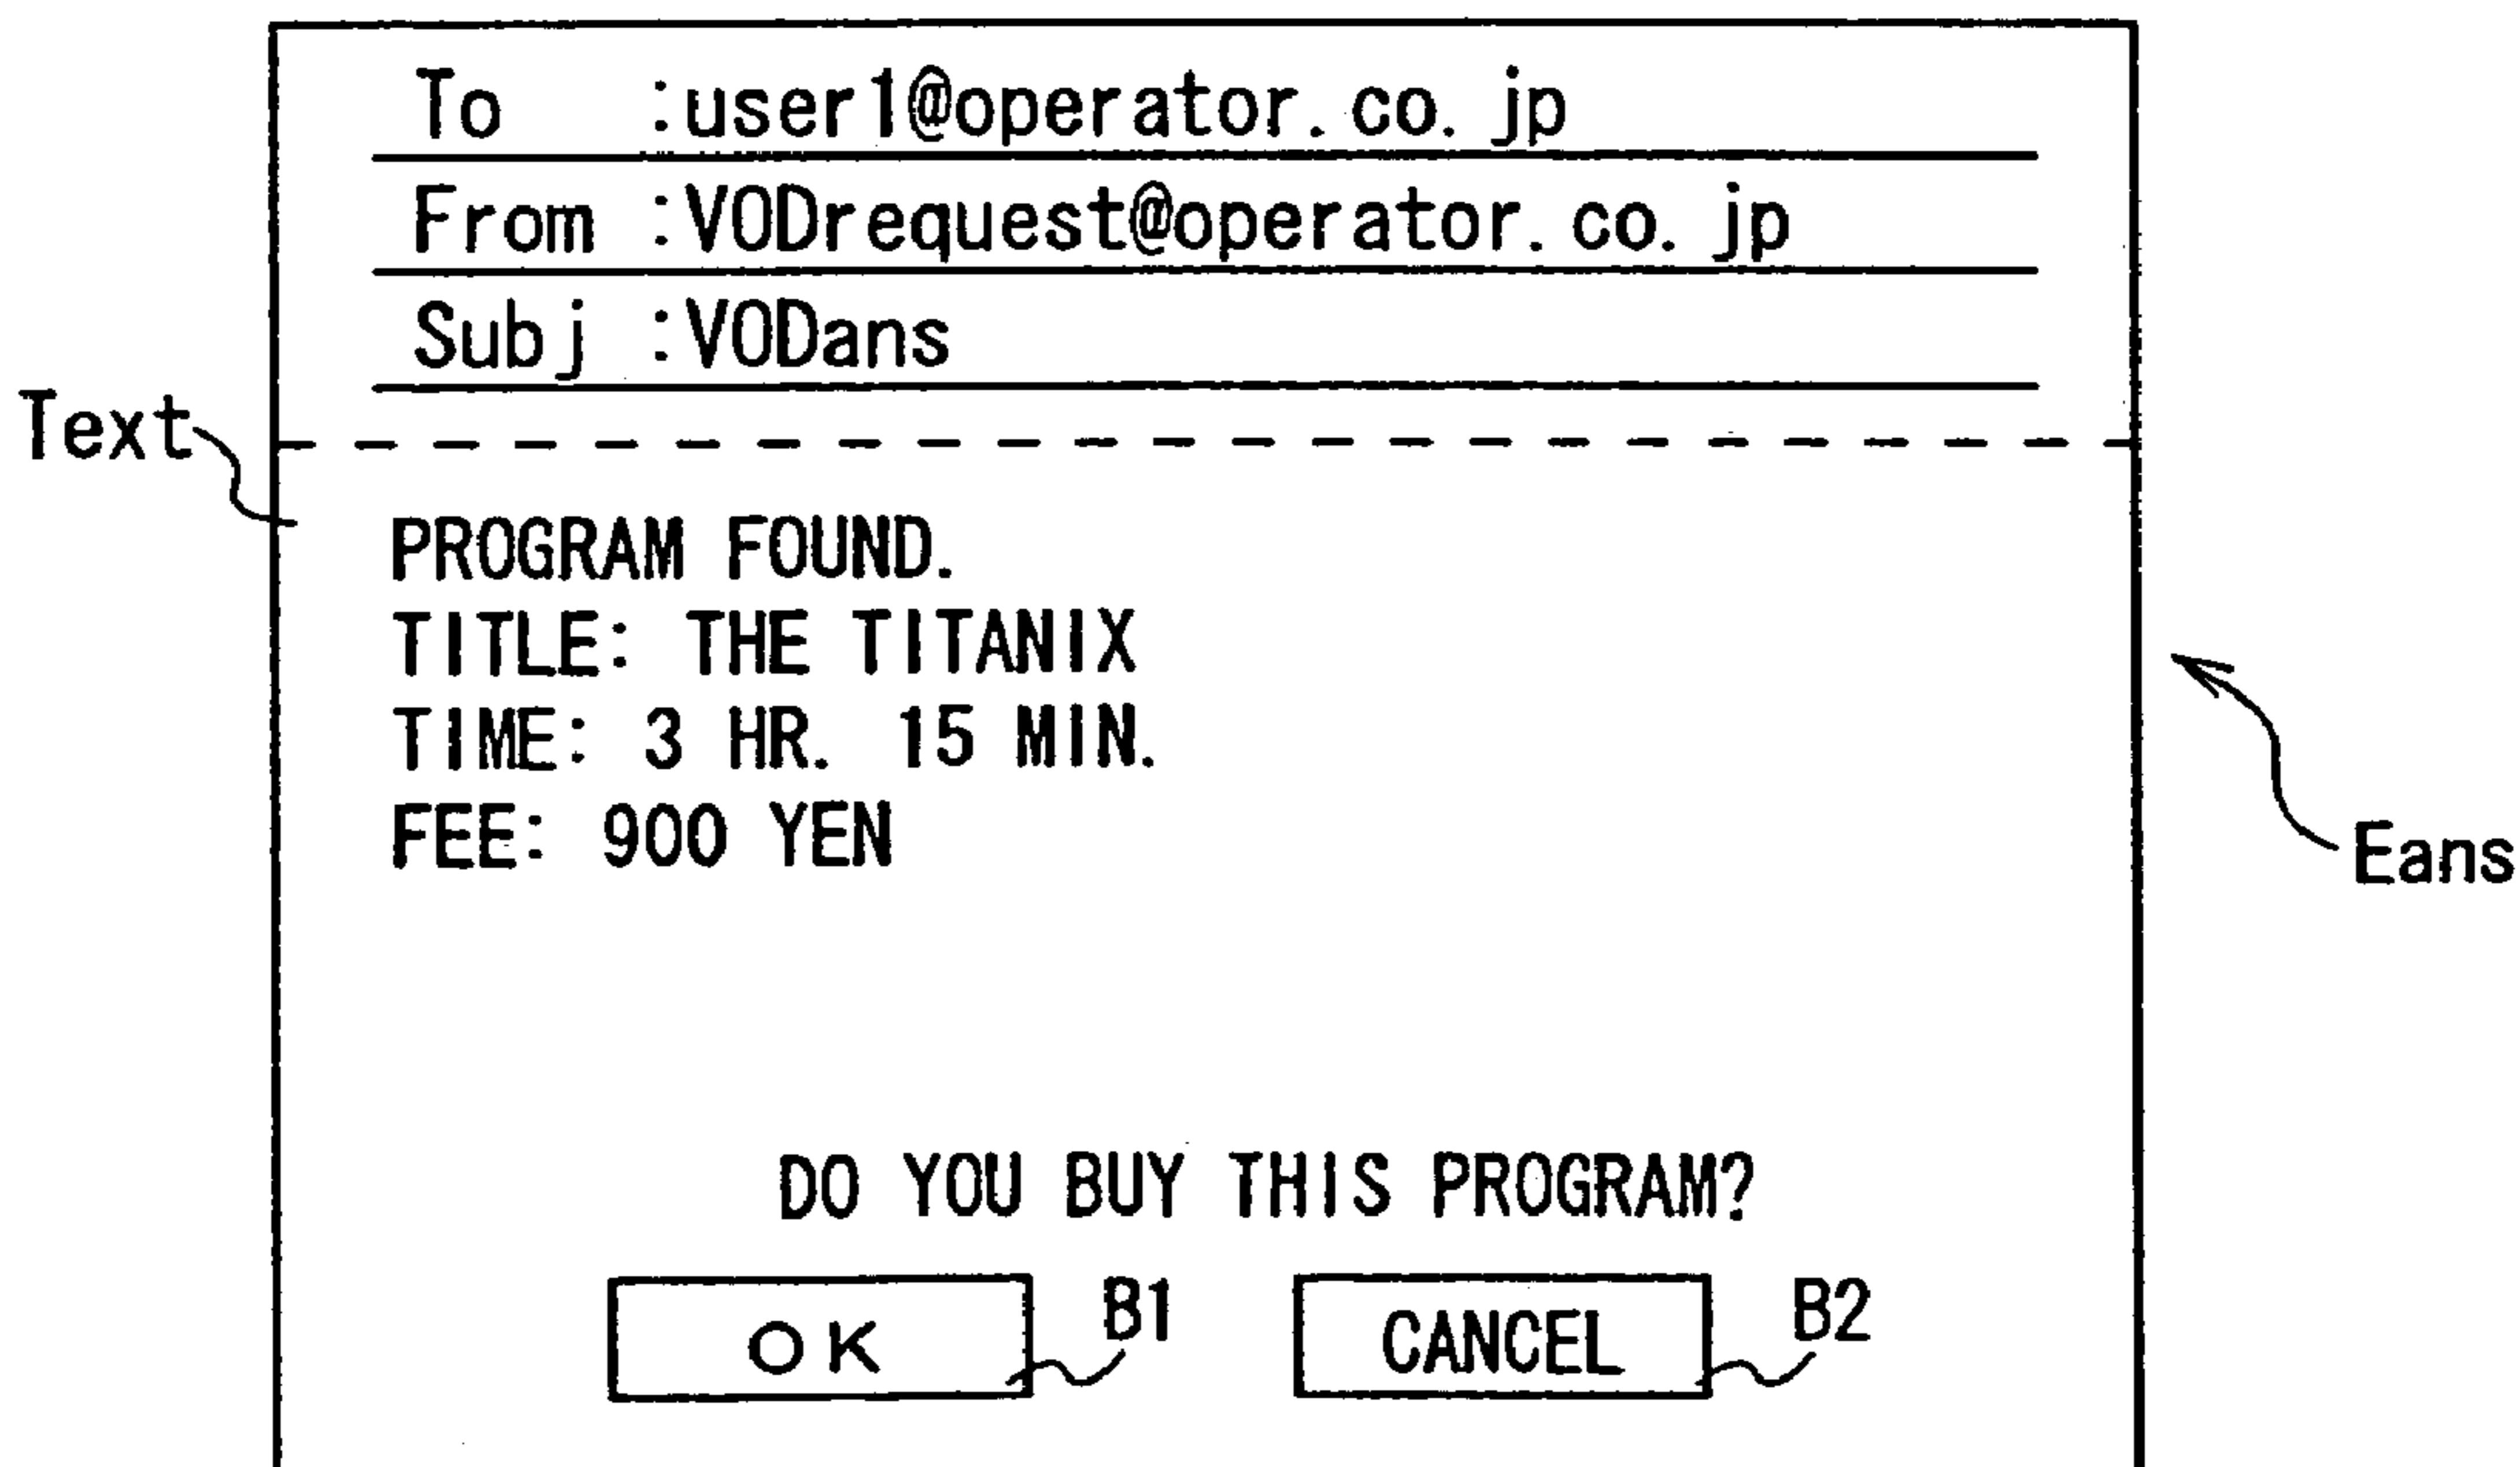 To :user1@operator.co.jp
From :VODrequest@operator.co.jp
Subj :VODans
Text
PROGRAM FOUND.
TITLE: THE TITANIX
TIME: 3 HR. 15 MIN.
FEE: 900 YEN
Eans
DO YOU BUY THIS PROGRAM?
OK B1 CANCEL B2